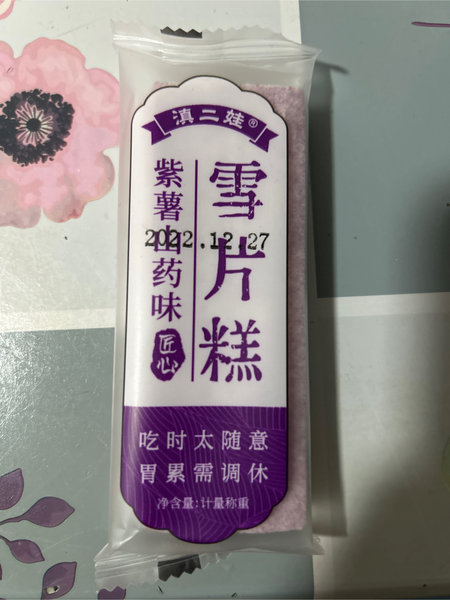 滇二娃®
雪片糕
紫薯山药味
匠心
2022.12.27
吃时太随意
胃累需调休
净含量:计量称重